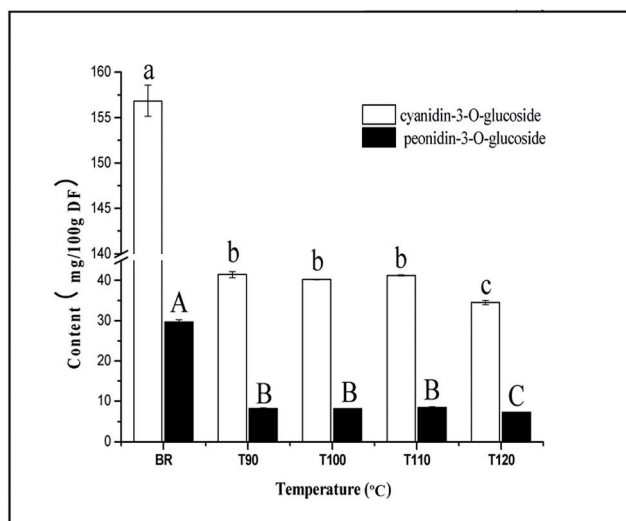 160
155
150
145
140
40
30
20
10
0
Content ( mg/100g DF)
a
A
b
B
b
B
b
B
c
C
cyanidin-3-O-glucoside
peonidin-3-O-glucoside
BR T90 T100 T110 T120
Temperature (°C)